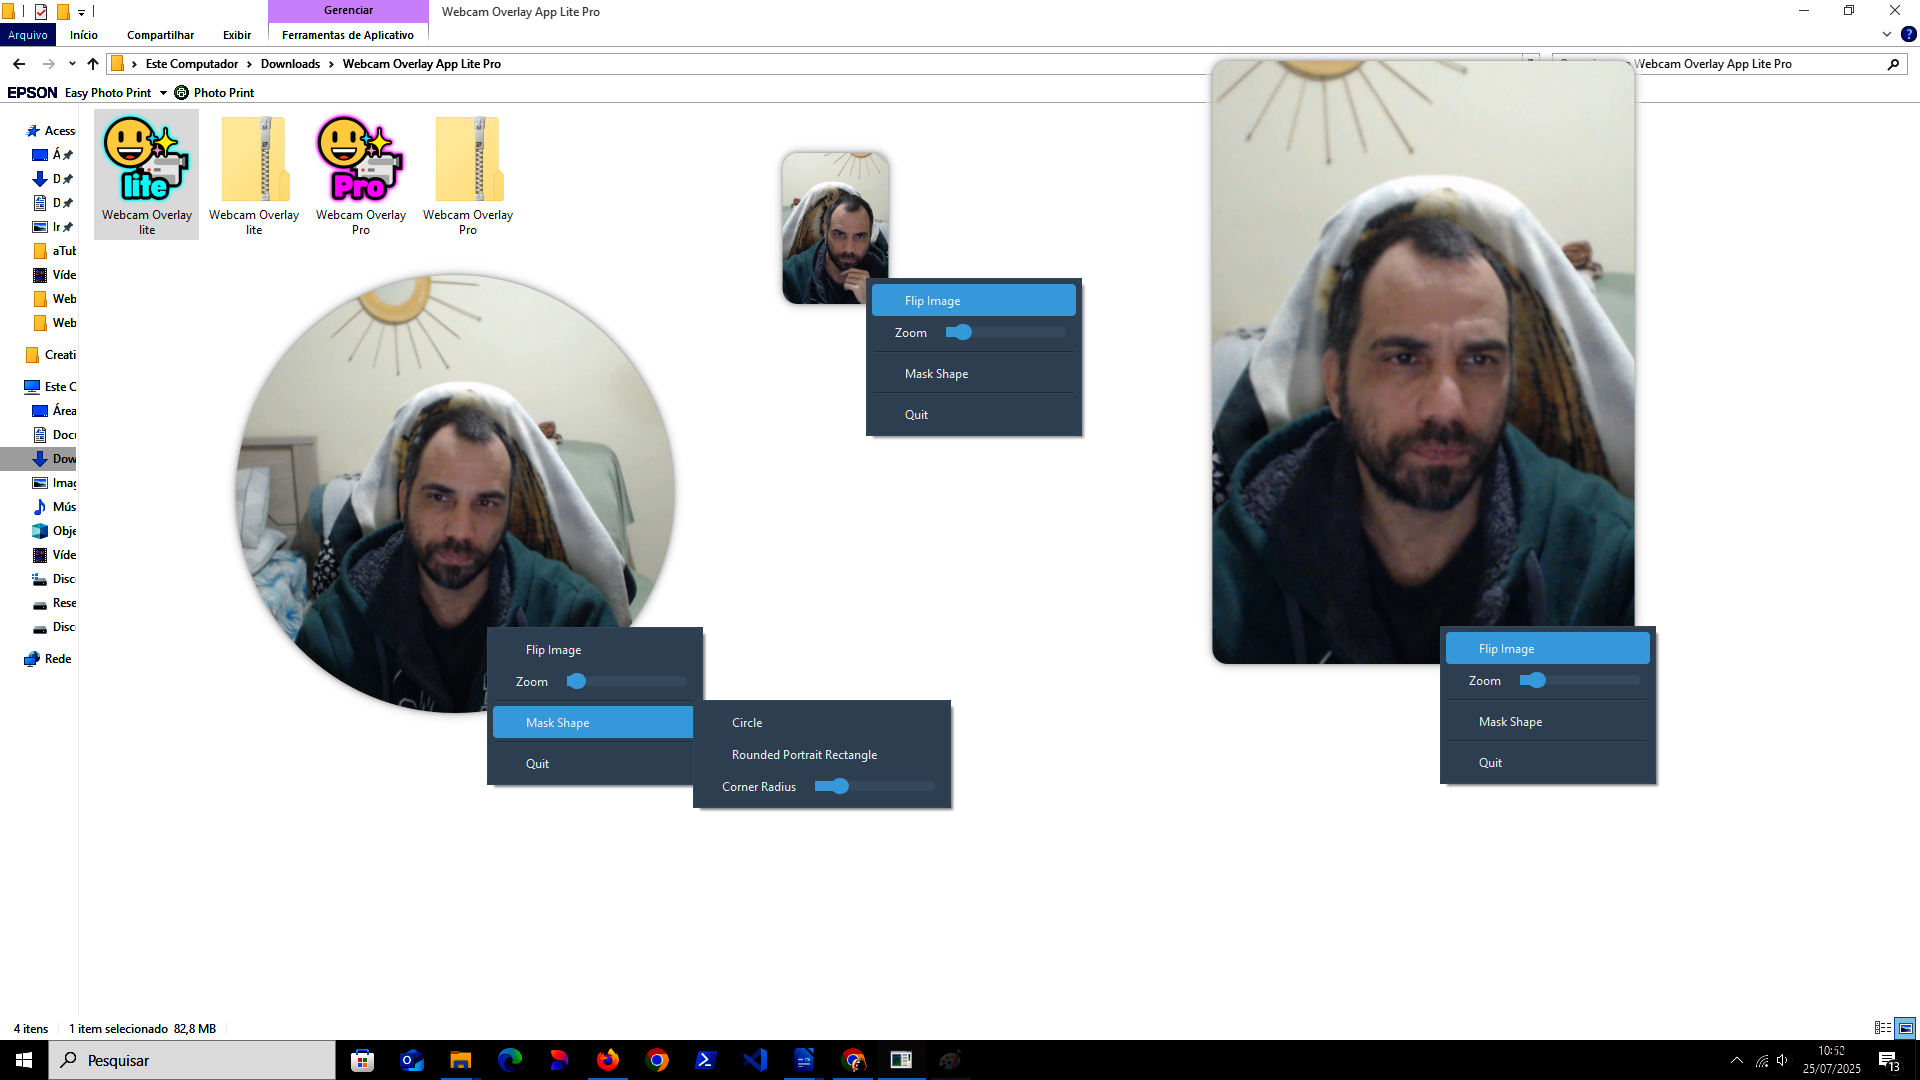 Gerenciar
Webcam Overlay App Lite Pro
Arquivo
Início
Compartilhar
Exibir
Ferramentas de Aplicativo
Este Computador
Downloads
Webcam Overlay App Lite Pro
Webcam Overlay App Lite Pro
EPSON
Easy Photo Print
Photo Print
Acess
Á
D
D
Ir
aTub
Víde
Web
Web
Creati
Este C
Área
Docu
Dow
Imag
Mús
Obje
Víde
Disc
Rese
Disc
Rede
lite
Webcam Overlay
lite
Webcam Overlay
lite
Pro
Webcam Overlay
Pro
Webcam Overlay
Pro
Flip Image
Zoom
Mask Shape
Quit
Flip Image
Zoom
Mask Shape
Quit
Circle
Rounded Portrait Rectangle
Corner Radius
Flip Image
Zoom
Mask Shape
Quit
4 itens
1 item selecionado 82,8 MB
Pesquisar
25/07/2025
13